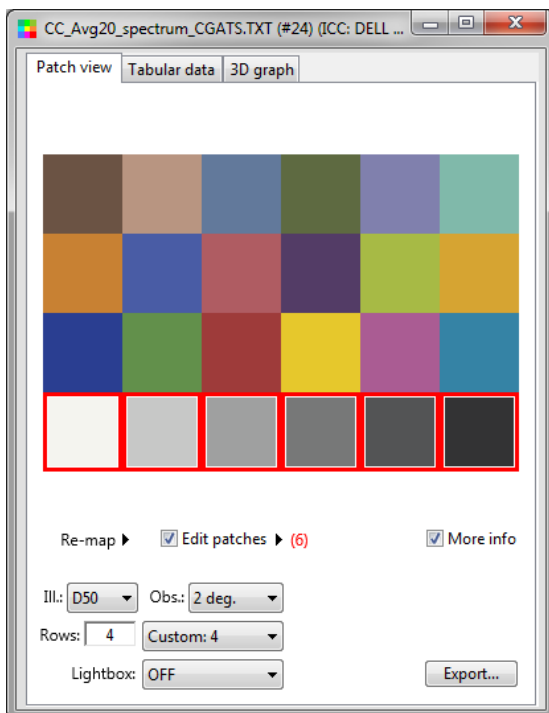 CC_Avg20_spectrum_CGATS.TXT (#24) (ICC: DELL ...
Patch view Tabular data 3D graph
Re-map Edit patches (6) More info
Ill.: D50 Obs.: 2 deg.
Rows: 4 Custom: 4
Lightbox: OFF Export...